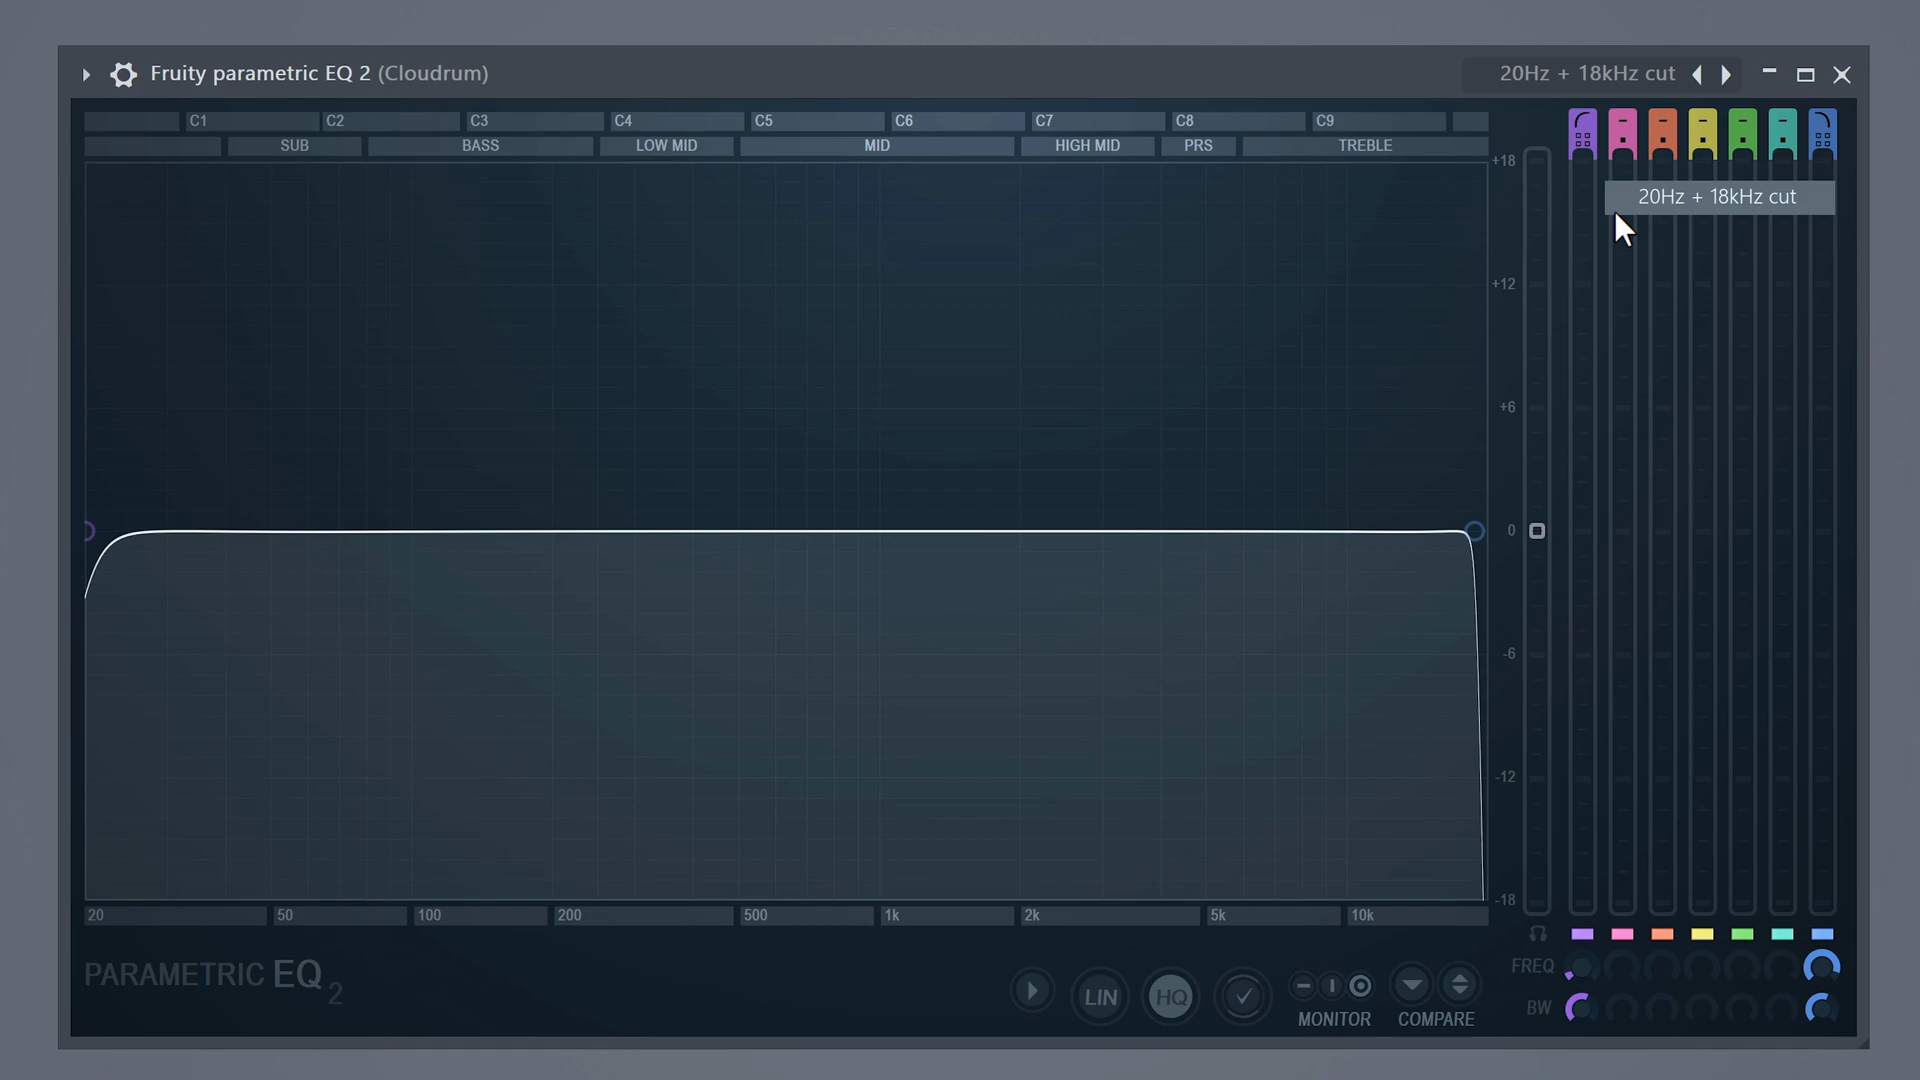 Fruity parametric EQ 2 (Cloudrum)
20Hz + 18kHz cut
C1 C2 C3 C4 C5 C6 C7 C8 C9
SUB BASS LOW MID MID HIGH MID PRS TREBLE
20Hz + 18kHz cut
+18
+12
+6
0
-6
-12
-18
20 50 100 200 500 1k 2k 5k 10k
PARAMETRIC EQ 2
LIN
HQ
MONITOR
COMPARE
FREQ
BW